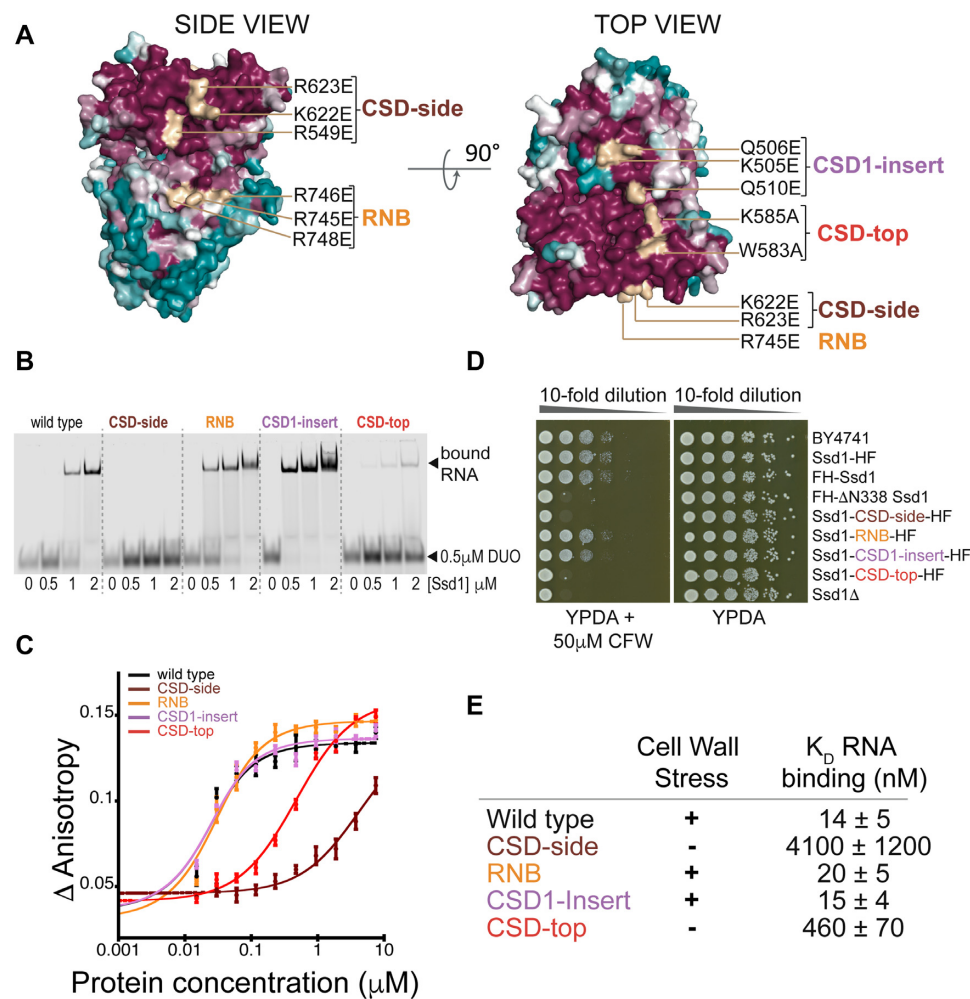 A
SIDE VIEW
TOP VIEW
R623E
K622E
R549E
CSD-side
R746E
R745E
R748E
RNB
90°
Q506E
K505E
Q510E
CSD1-insert
K585A
W583A
CSD-top
K622E
R623E
CSD-side
R745E
RNB
B
wild type CSD-side RNB CSD1-insert CSD-top
bound
RNA
0.5μM DUO
0 0.5 1 2 0 0.5 1 2 0 0.5 1 2 0 0.5 1 2 0 0.5 1 2 [Ssd1] μM
D
10-fold dilution 10-fold dilution
BY4741
Ssd1-HF
FH-Ssd1
FH-ΔN338 Ssd1
Ssd1-CSD-side-HF
Ssd1-RNB-HF
Ssd1-CSD1-insert-HF
Ssd1-CSD-top-HF
Ssd1Δ
YPDA +
50μM CFW
YPDA
C
wild type
CSD-side
RNB
CSD1-insert
CSD-top
0.15
0.1
0.05
Δ Anisotropy
0.001 0.01 0.1 1 10
Protein concentration (μM)
E
Cell Wall
Stress
K_D RNA
binding (nM)
Wild type + 14 ± 5
CSD-side - 4100 ± 1200
RNB + 20 ± 5
CSD1-Insert + 15 ± 4
CSD-top - 460 ± 70